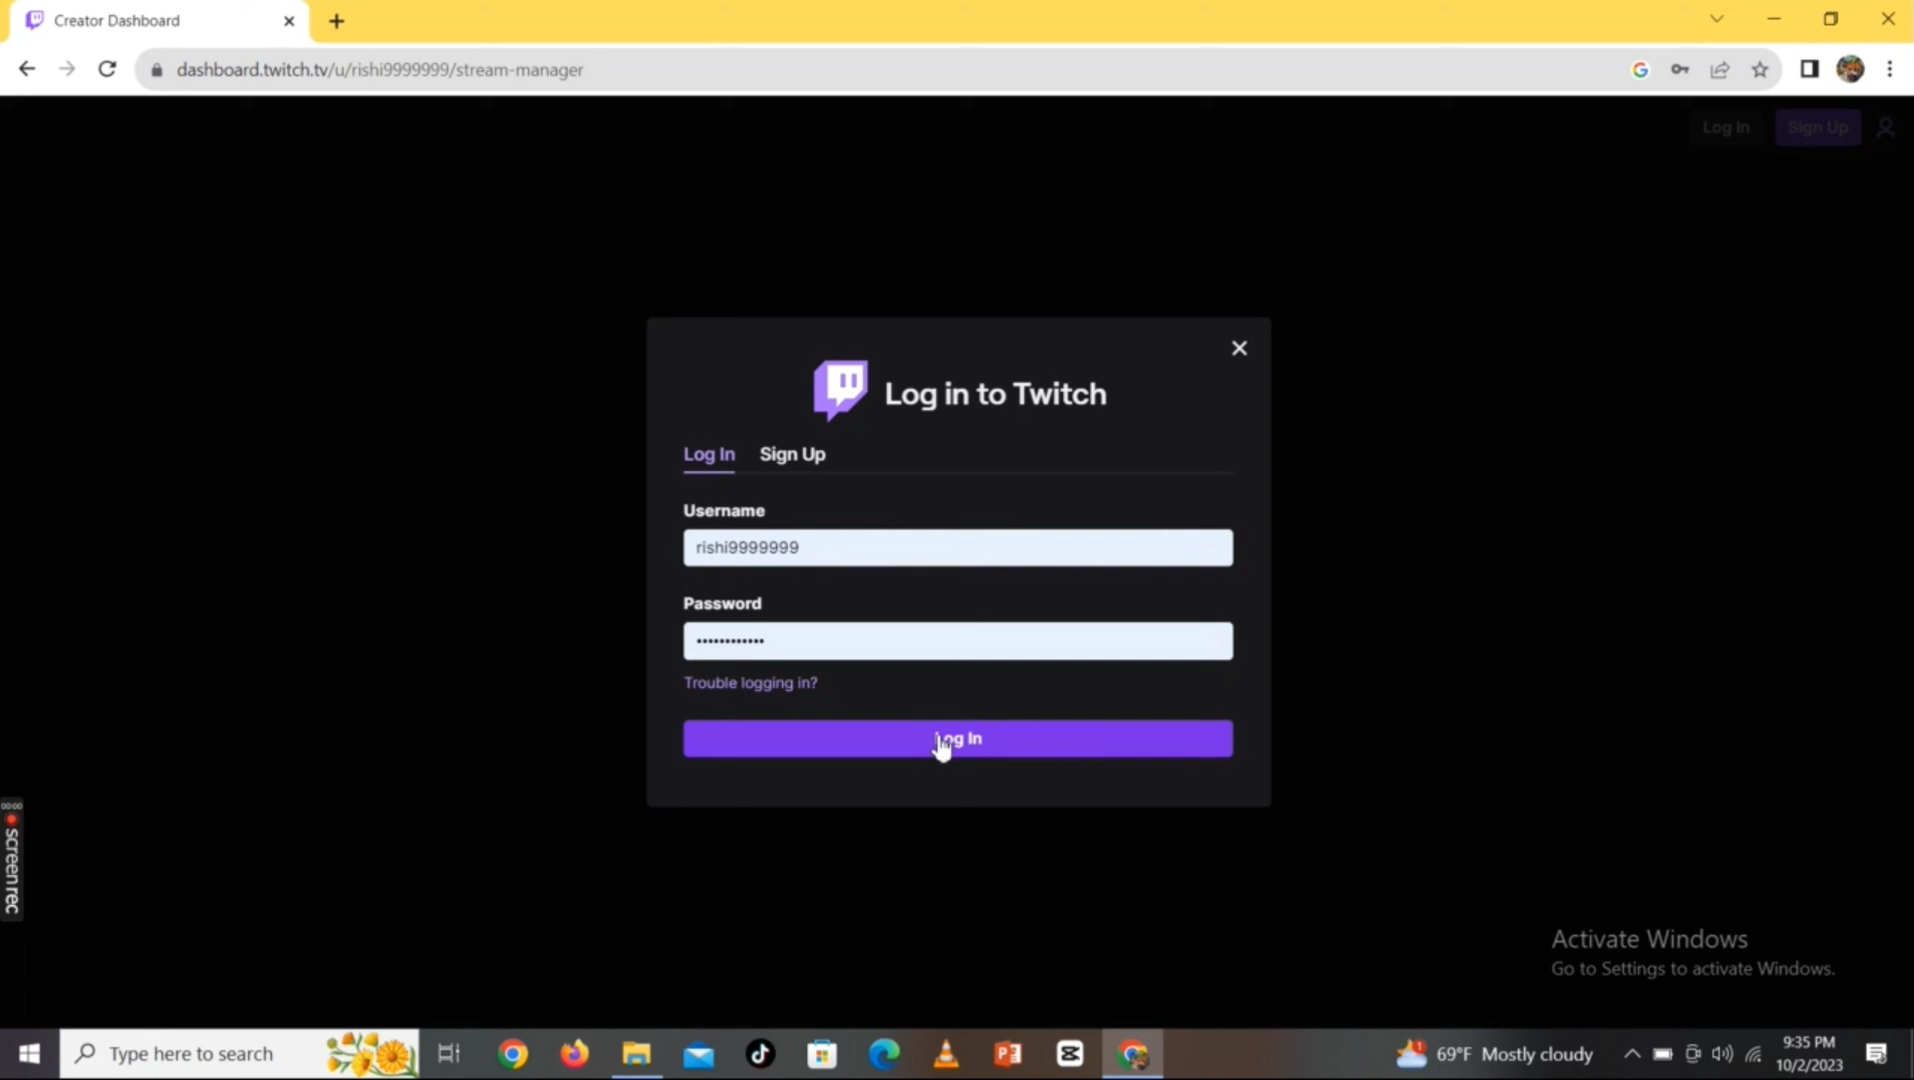 Creator Dashboard
dashboard.twitch.tv/u/rishi9999999/stream-manager
Log In Sign Up
Log in to Twitch
Log In Sign Up
Username
rishi9999999
Password
••••••••••••
Trouble logging in?
Log In
00:00
screenrec
Activate Windows
Go to Settings to activate Windows.
Type here to search
69°F Mostly cloudy
9:35 PM
10/2/2023